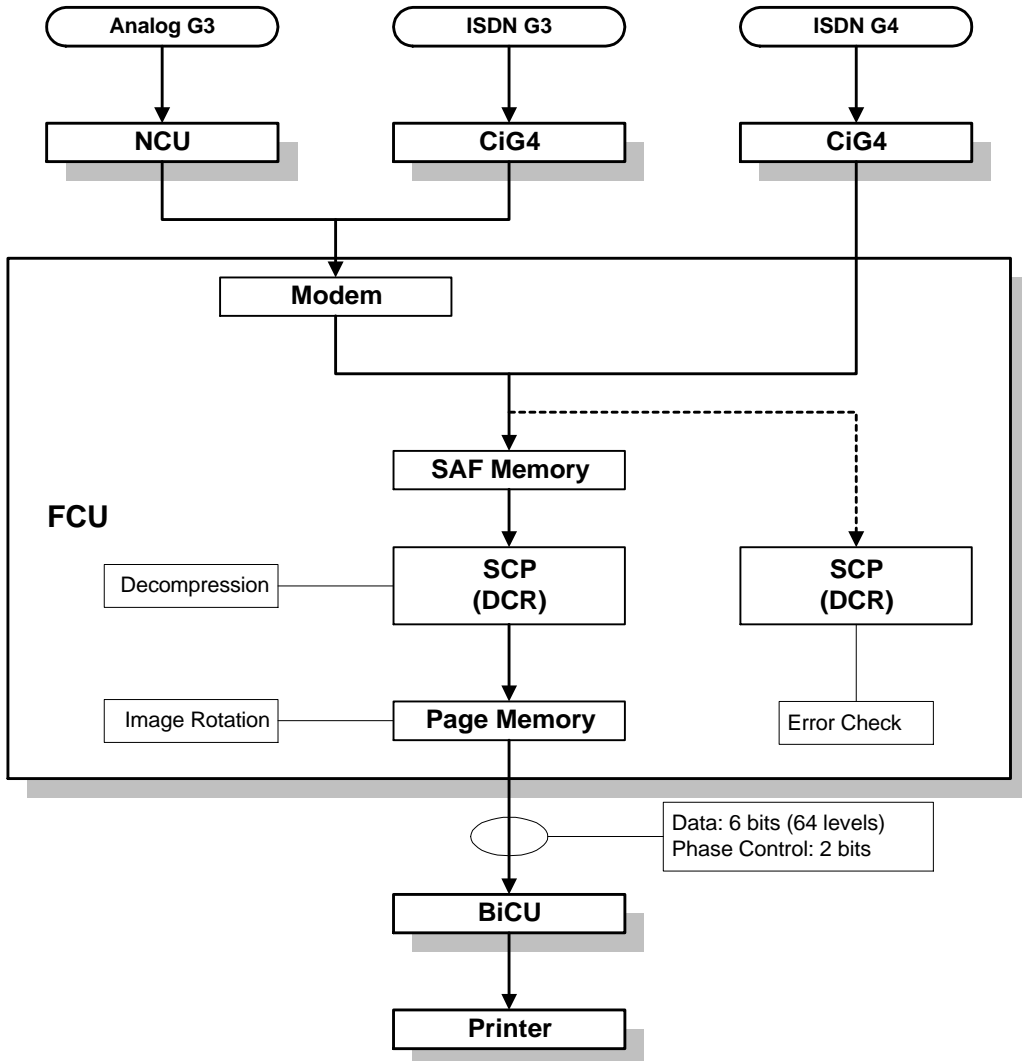 Analog G3
ISDN G3
ISDN G4
NCU
CiG4
CiG4
Modem
SAF Memory
FCU
Decompression
SCP
(DCR)
SCP
(DCR)
Image Rotation
Page Memory
Error Check
Data: 6 bits (64 levels)
Phase Control: 2 bits
BiCU
Printer